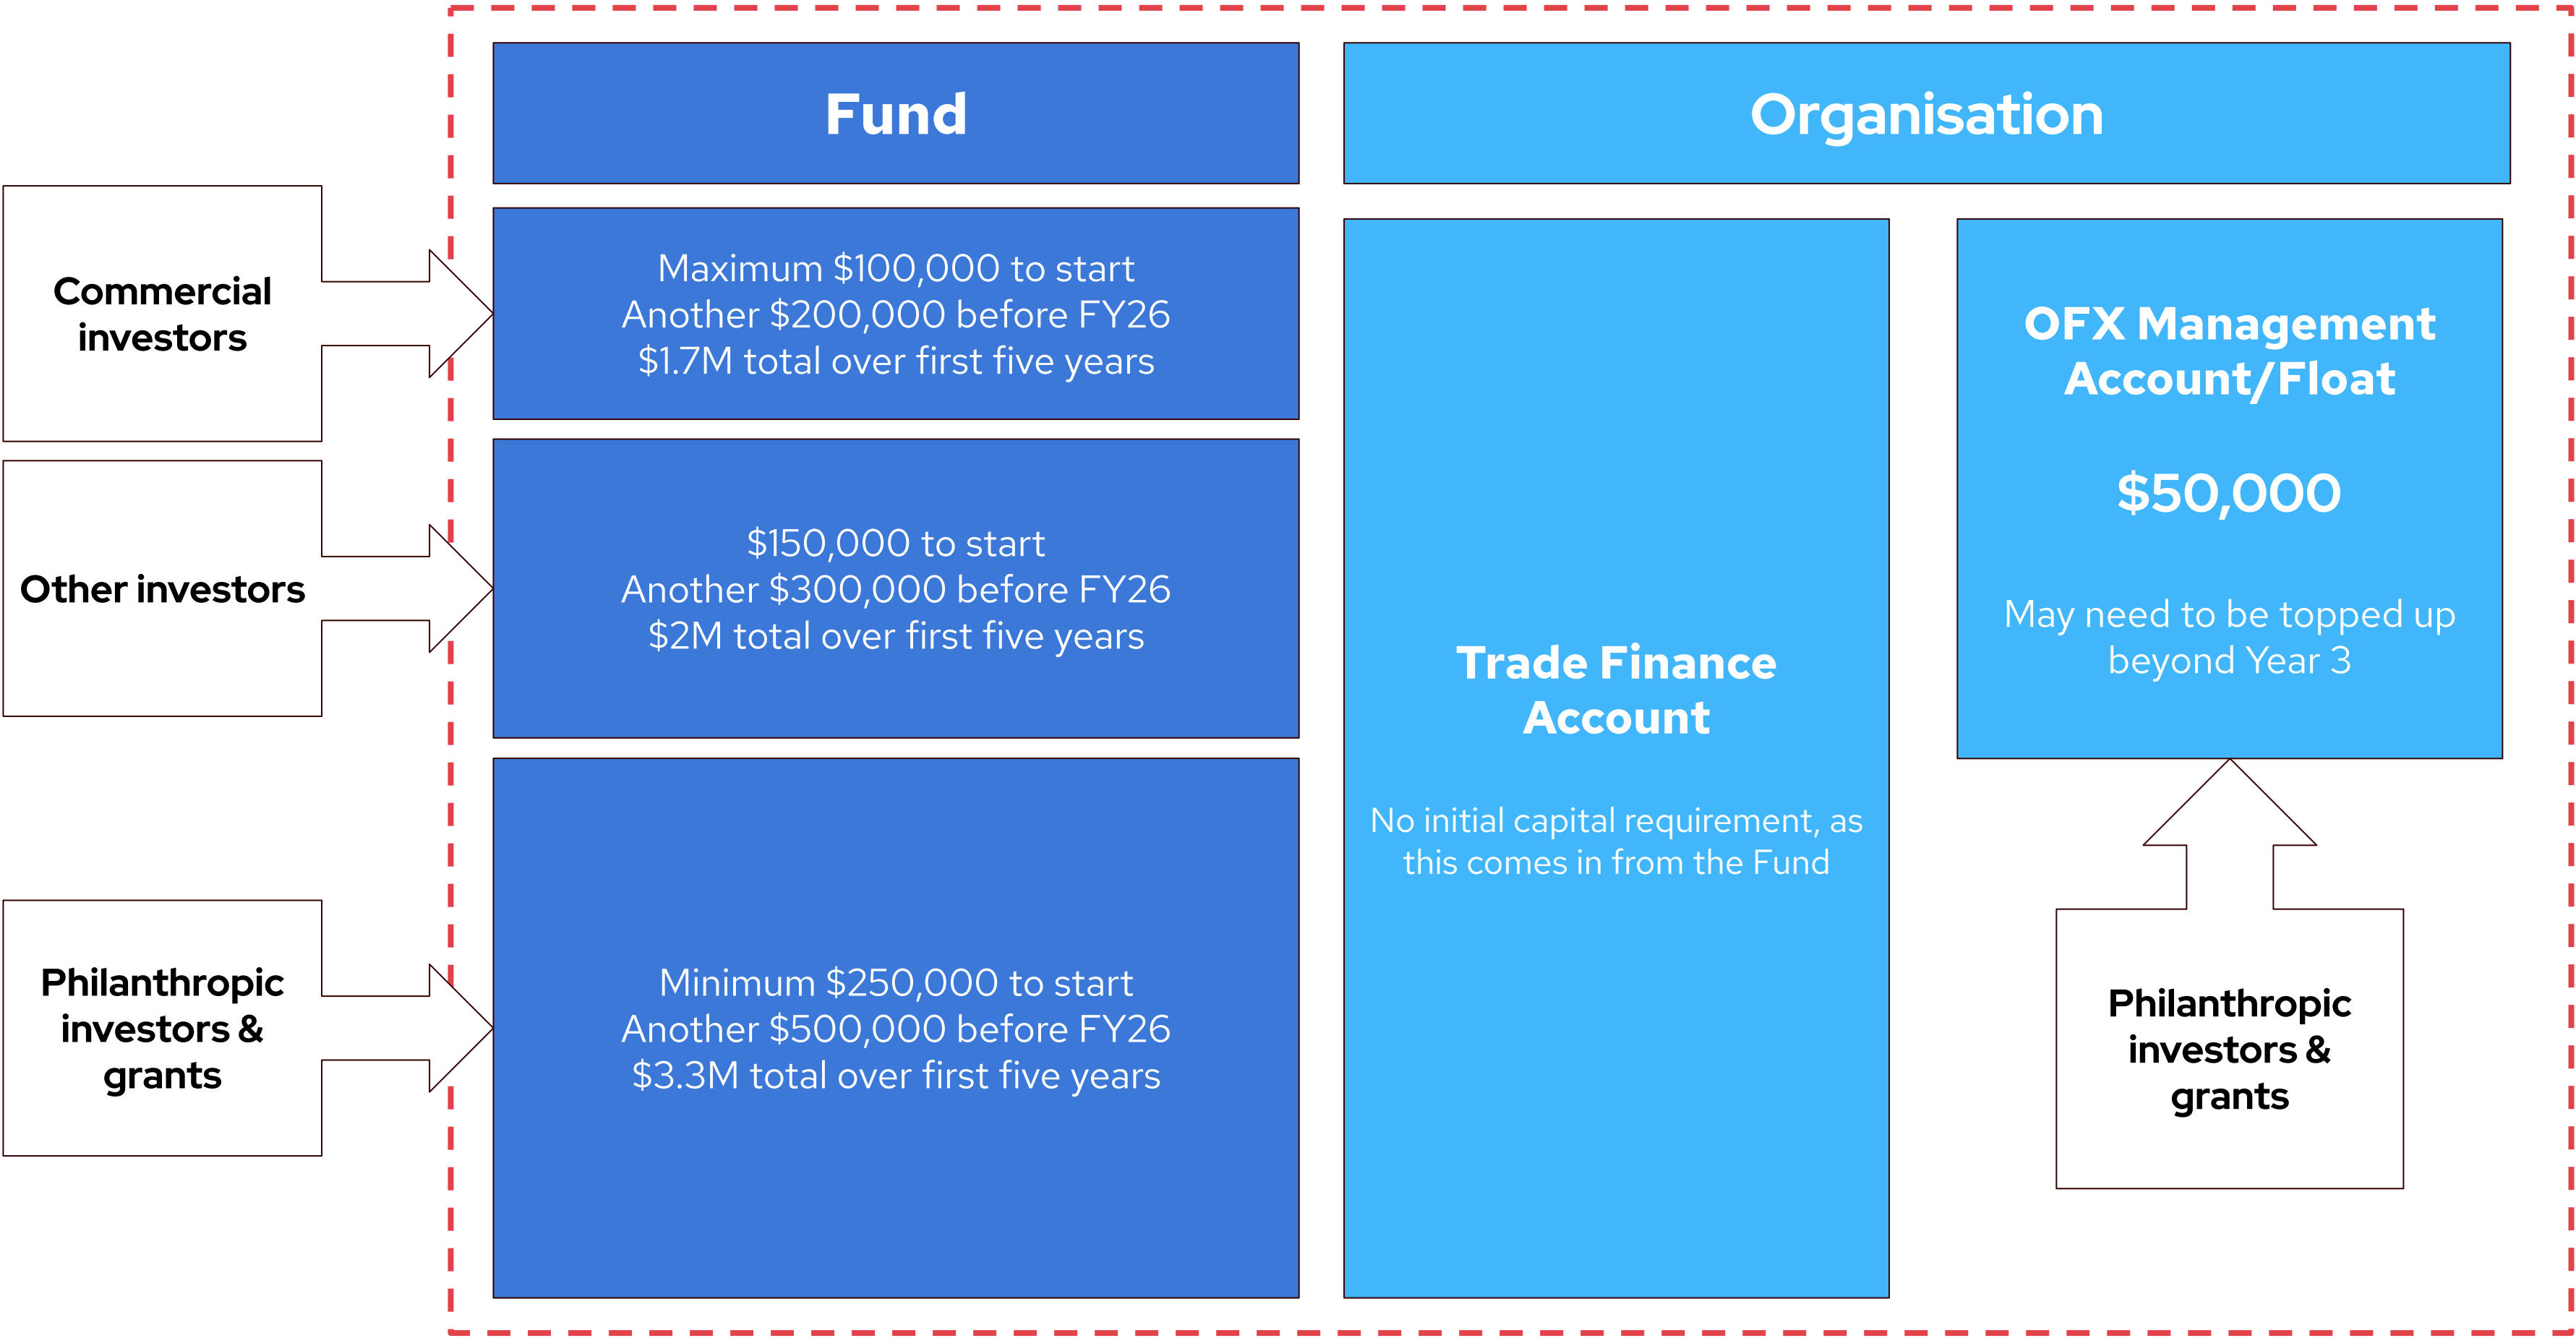 Fund
Organisation
Commercial
investors
Maximum $100,000 to start
Another $200,000 before FY26
$1.7M total over first five years
Other investors
$150,000 to start
Another $300,000 before FY26
$2M total over first five years
Philanthropic
investors &
grants
Minimum $250,000 to start
Another $500,000 before FY26
$3.3M total over first five years
Trade Finance
Account
No initial capital requirement, as
this comes in from the Fund
OFX Management
Account/Float
$50,000
May need to be topped up
beyond Year 3
Philanthropic
investors &
grants